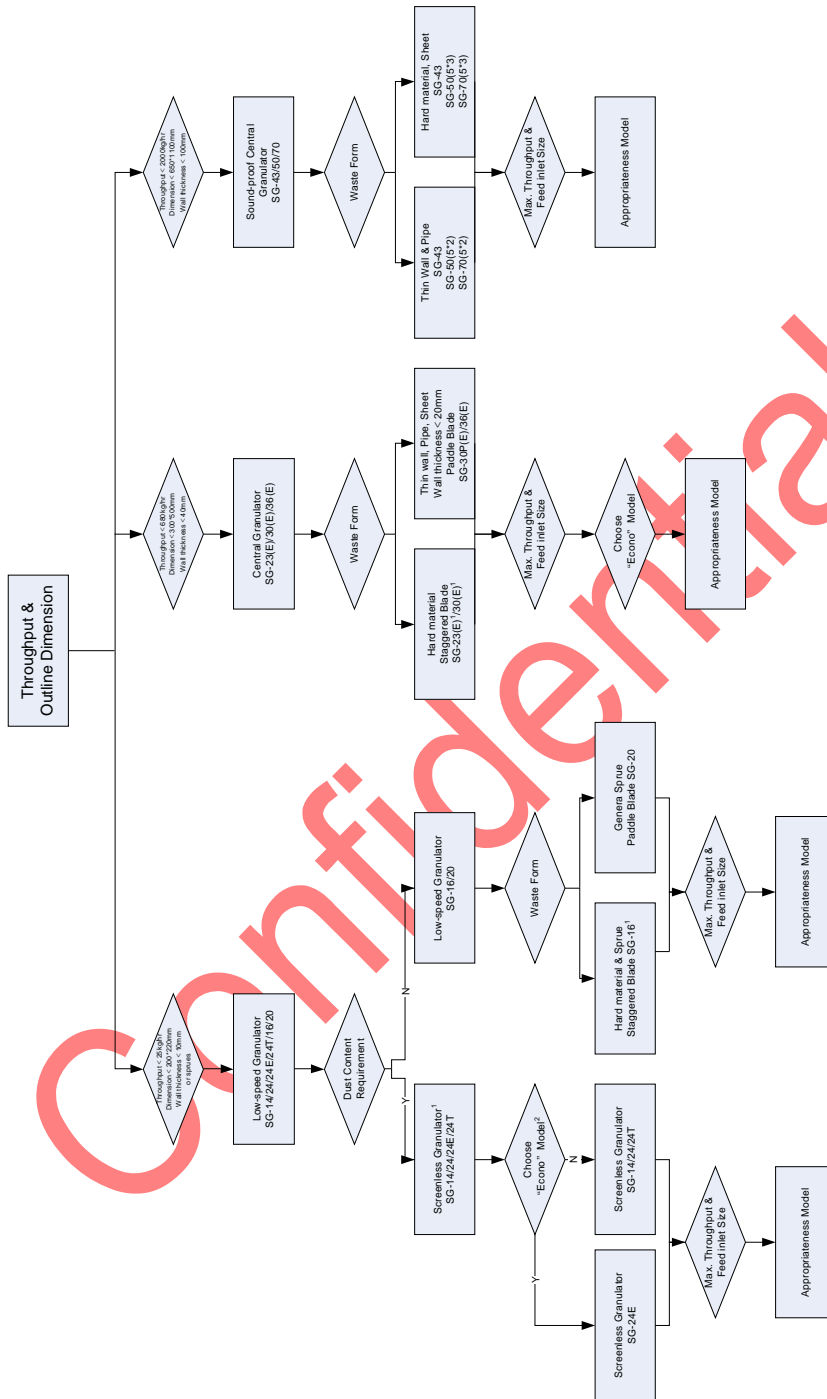 Throughput &
Outline Dimension
Throughput < 25kg/hr
Dimension < 200*220mm
Wall thickness < 10mm
or sprues
Low-speed Granulator
SG-14/24/24E/24T/16/20
Dust Content
Requirement
Y
N
Screenless Granulator1
SG-14/24/24E/24T
Choose
"Econo" Model2
Y
N
Screenless Granulator
SG-24E
Screenless Granulator
SG-14/24/24T
Max. Throughput &
Feed inlet Size
Appropriateness Model
Low-speed Granulator
SG-16/20
Waste Form
Hard material & Sprue
Staggered Blade SG-161
Genera Sprue
Paddle Blade SG-20
Max. Throughput &
Feed inlet Size
Appropriateness Model
Throughput < 680kg/hr
Dimension < 300*500mm
Wall thickness < 40mm
Central Granulator
SG-23(E)/30(E)/36(E)
Waste Form
Hard material
Staggered Blade
SG-23(E)1/30(E)1
Thin wall, Pipe, Sheet
Wall thickness < 20mm
Paddle Blade
SG-30P(E)/36(E)
Max. Throughput &
Feed inlet Size
Choose
"Econo" Model
Appropriateness Model
Throughput < 2000kg/hr
Dimension < 650*1100mm
Wall thickness < 100mm
Sound-proof Central
Granulator
SG-43/50/70
Waste Form
Thin Wall & Pipe
SG-43
SG-50(5*2)
SG-70(5*2)
Hard material, Sheet
SG-43
SG-50(5*3)
SG-70(5*3)
Max. Throughput &
Feed inlet Size
Appropriateness Model
Confidential